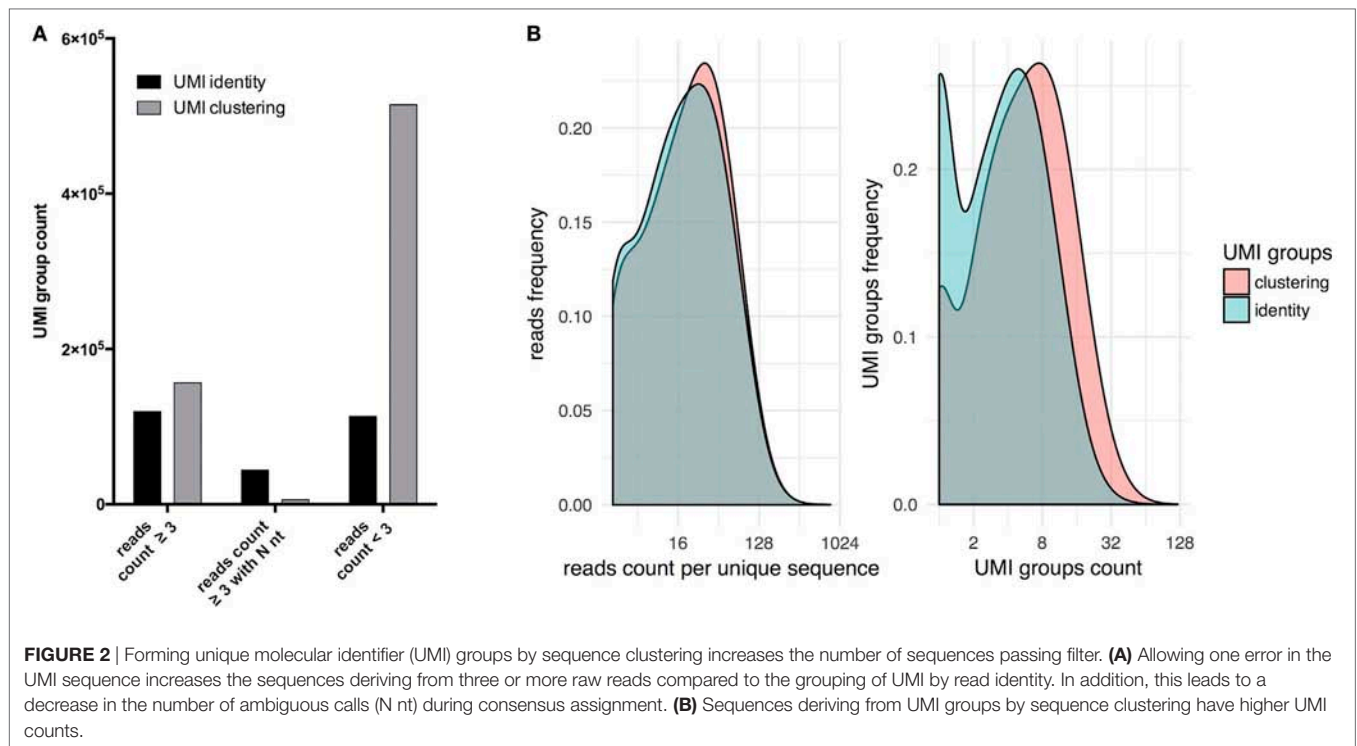 A
6×10⁵
4×10⁵
2×10⁵
0
UMI group count
UMI identity
UMI clustering
reads
count ≥ 3
reads count
≥ 3 with N nt
reads
count < 3
B
0.20
0.15
0.10
0.05
0.00
reads frequency
16 128 1024
reads count per unique sequence
0.2
0.1
0.0
UMI groups frequency
2 8 32 128
UMI groups count
UMI groups
clustering
identity
FIGURE 2 | Forming unique molecular identifier (UMI) groups by sequence clustering increases the number of sequences passing filter. (A) Allowing one error in the
UMI sequence increases the sequences deriving from three or more raw reads compared to the grouping of UMI by read identity. In addition, this leads to a
decrease in the number of ambiguous calls (N nt) during consensus assignment. (B) Sequences deriving from UMI groups by sequence clustering have higher UMI
counts.